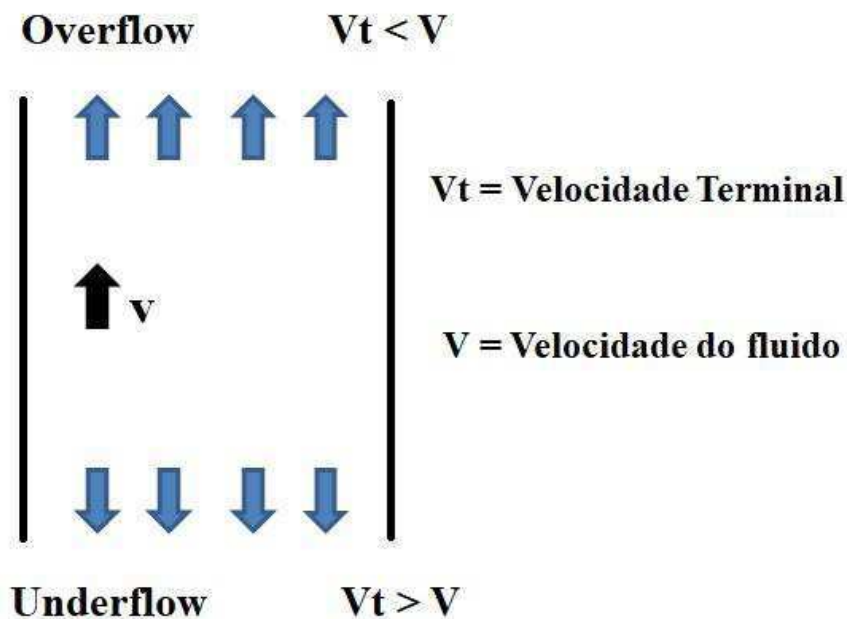 Overflow Vt < V
Vt = Velocidade Terminal
v
V = Velocidade do fluido
Underflow Vt > V